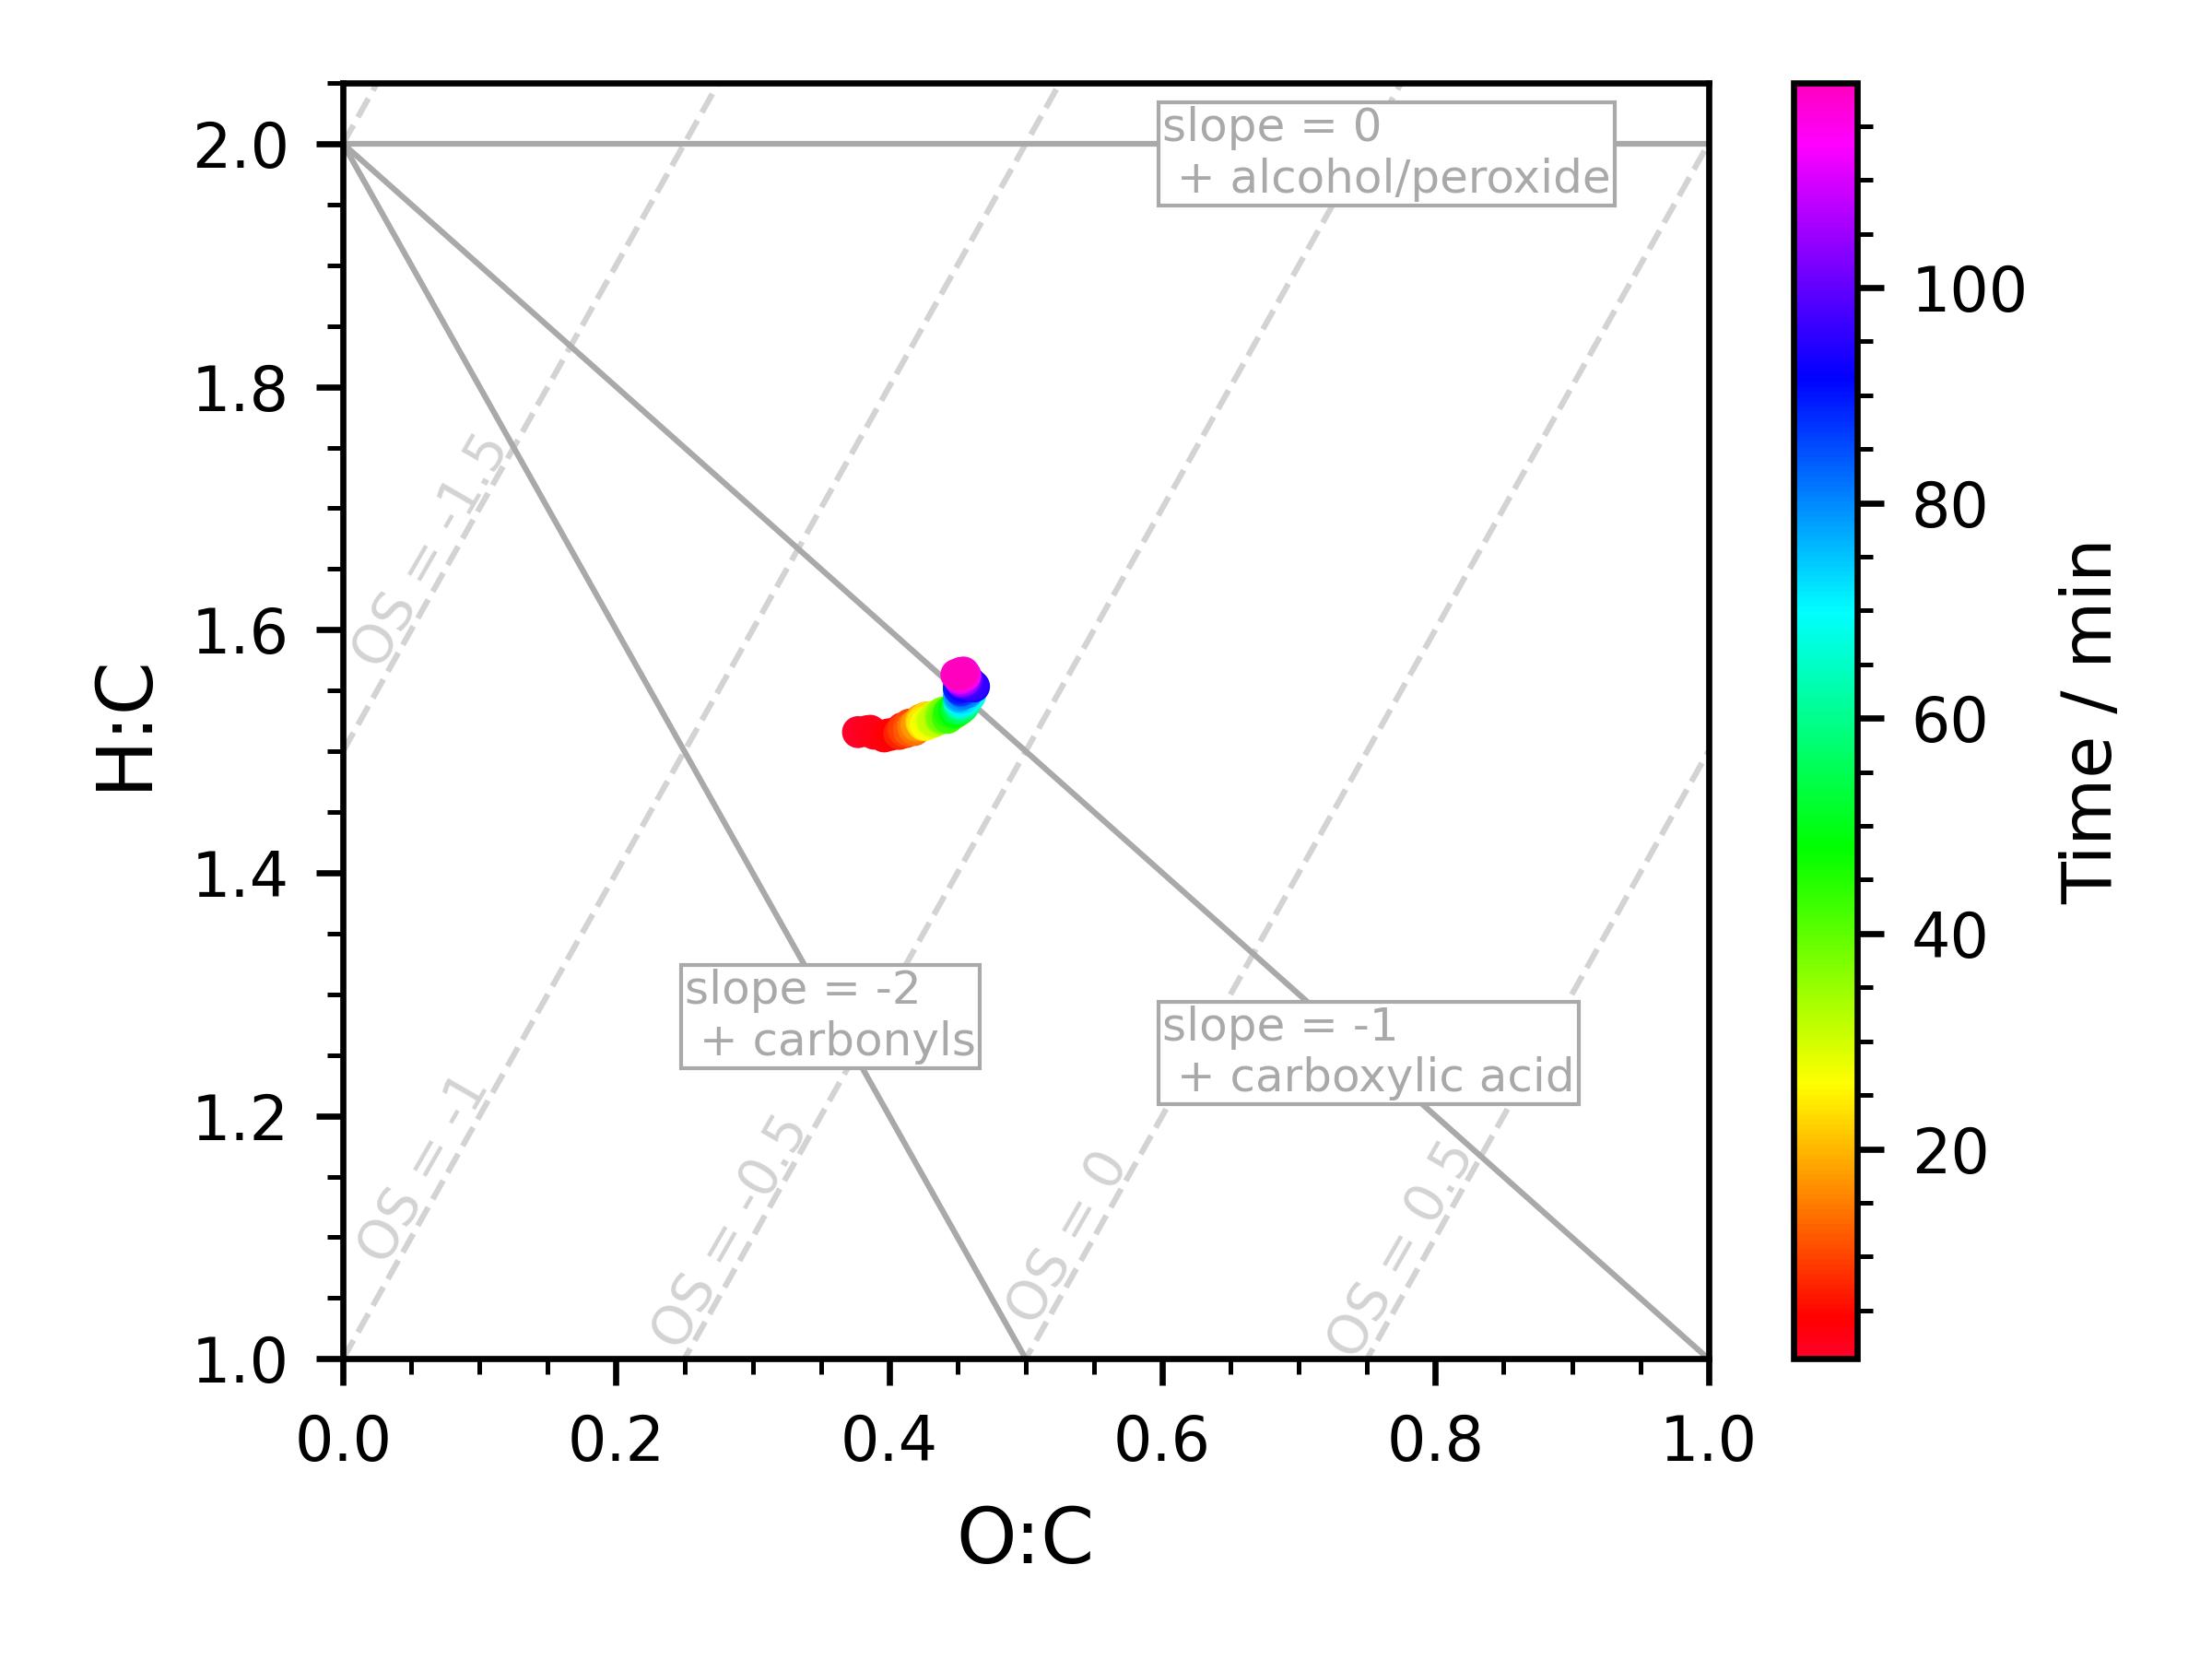 slope = 0
+ alcohol/peroxide
2.0
1.8
1.6
1.4
1.2
1.0
H:C
OS = -1.5
OS = -1
OS = -0.5
OS = 0
OS = 0.5
slope = -2
+ carbonyls
slope = -1
+ carboxylic acid
0.0 0.2 0.4 0.6 0.8 1.0
O:C
100
80
60
40
20
Time / min